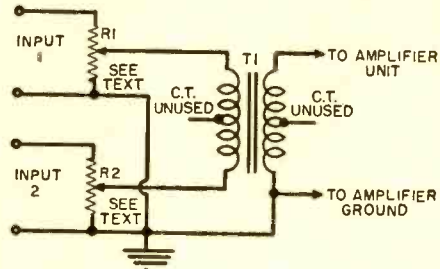 INPUT
1
R1
SEE
TEXT
T1
C.T.
UNUSED
C.T.
UNUSED
TO AMPLIFIER
UNIT
INPUT
2
R2
SEE
TEXT
TO AMPLIFIER
GROUND